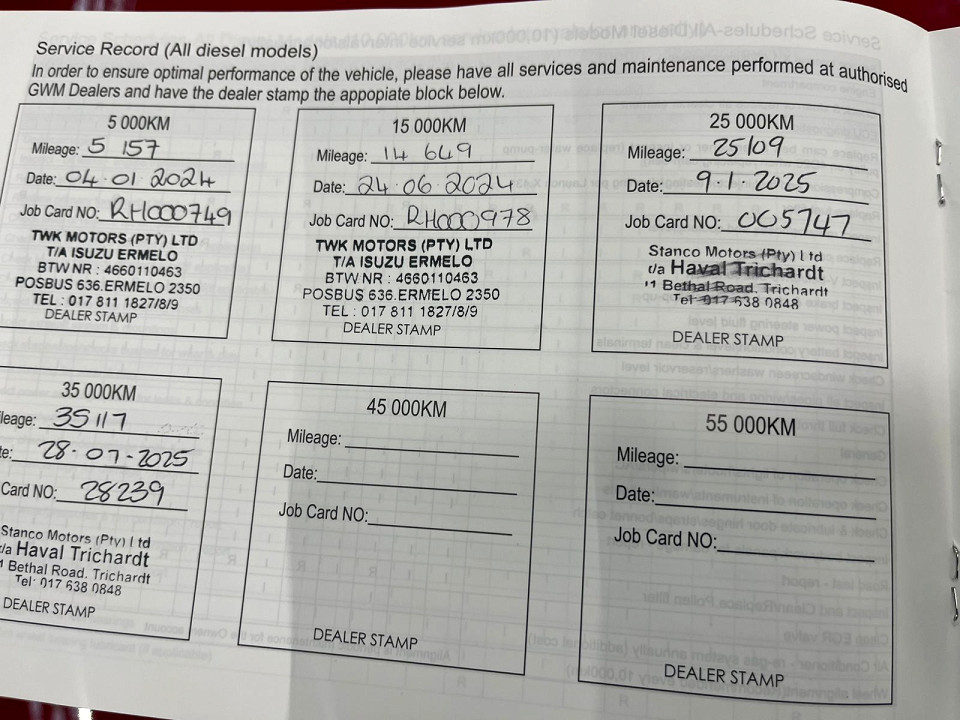 Service Record (All diesel models)
In order to ensure optimal performance of the vehicle, please have all services and maintenance performed at authorised
GWM Dealers and have the dealer stamp the appopiate block below.
5 000KM
Mileage: 5 157
Date: 04.01.2024
Job Card NO: RH000749
TWK MOTORS (PTY) LTD
T/A ISUZU ERMELO
BTW NR : 4660110463
POSBUS 636.ERMELO 2350
TEL : 017 811 1827/8/9
DEALER STAMP
15 000KM
Mileage: 14 649
Date: 24.06.2024
Job Card NO: RH000978
TWK MOTORS (PTY) LTD
T/A ISUZU ERMELO
BTW NR : 4660110463
POSBUS 636.ERMELO 2350
TEL : 017 811 1827/8/9
DEALER STAMP
25 000KM
Mileage: 25109
Date: 9.1.2025
Job Card NO: 005747
Stanco Motors (Pty) Ltd
t/a Haval Trichardt
11 Bethal Road. Trichardt
Tel 017 638 0848
DEALER STAMP
35 000KM
leage: 35117
te: 28-07-2025
Card NO: 28239
Stanco Motors (Pty) Ltd
/a Haval Trichardt
1 Bethal Road. Trichardt
Tel 017 638 0848
DEALER STAMP
45 000KM
Mileage:
Date:
Job Card NO:
DEALER STAMP
55 000KM
Mileage:
Date:
Job Card NO:
DEALER STAMP